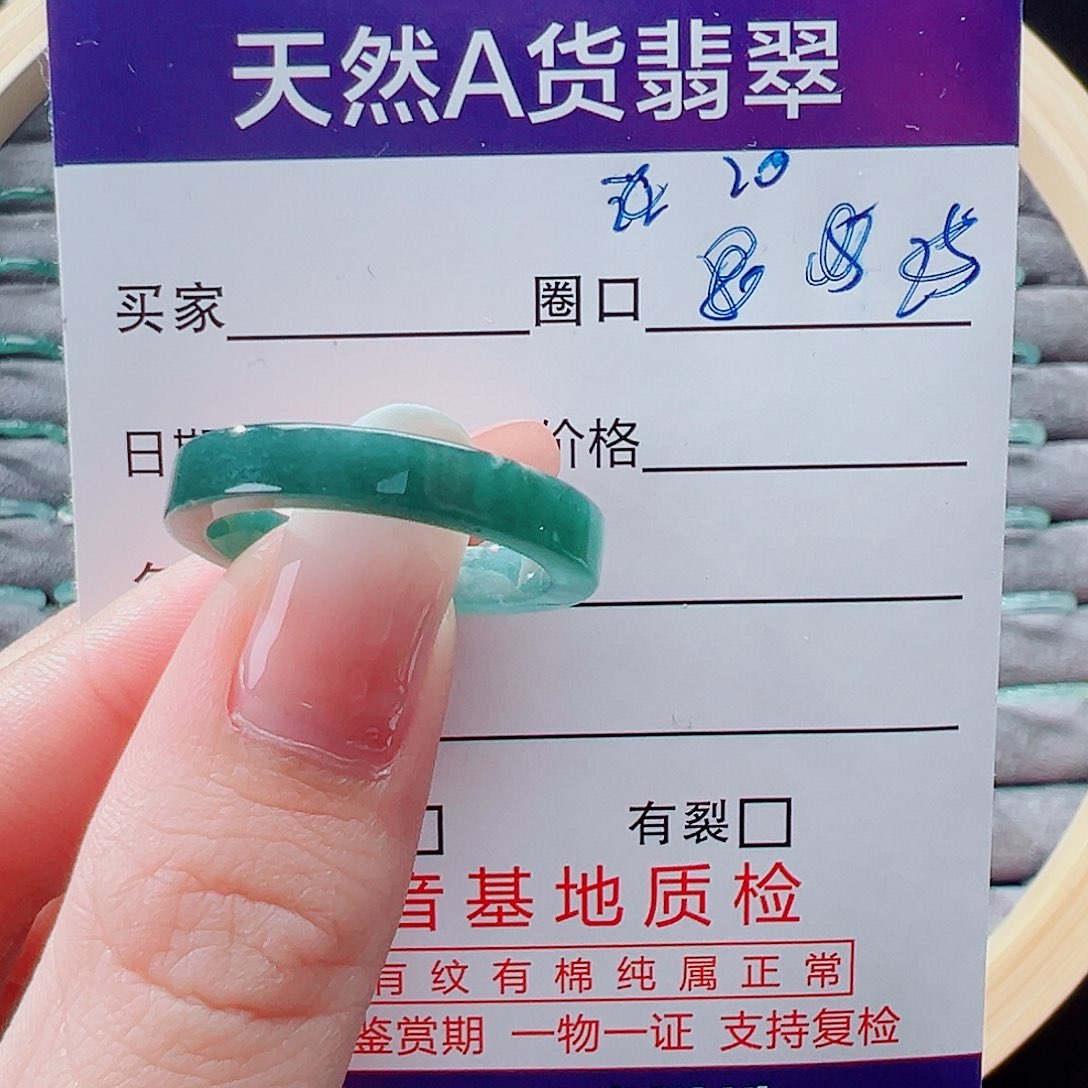 天然A货翡翠
20
买家 圈口
日期 价格
有裂
音基地质检
有纹有棉纯属正常
鉴赏期 一物一证 支持复检